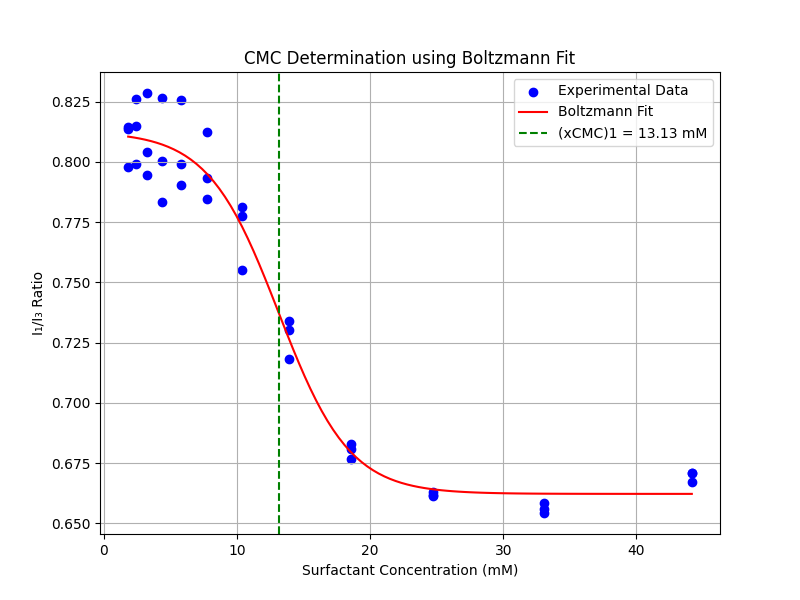 CMC Determination using Boltzmann Fit
Experimental Data
Boltzmann Fit
(xCMC)1 = 13.13 mM
I₁/I₃ Ratio
0.825
0.800
0.775
0.750
0.725
0.700
0.675
0.650
0
10
20
30
40
Surfactant Concentration (mM)